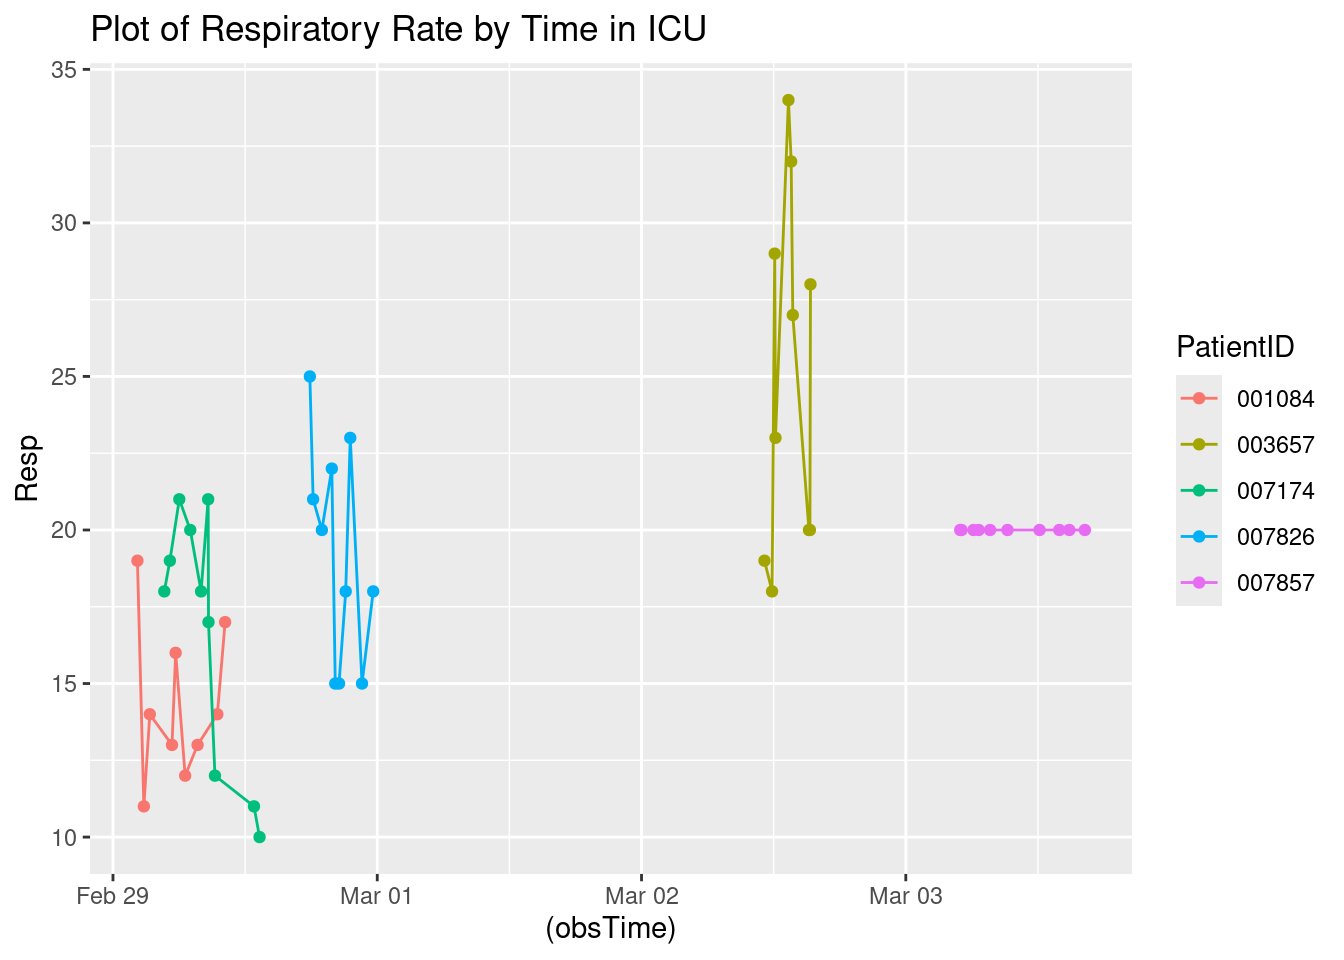 Plot of Respiratory Rate by Time in ICU
35
30
25
20
15
10
Resp
Feb 29 Mar 01 Mar 02 Mar 03
(obsTime)
PatientID
001084
003657
007174
007826
007857